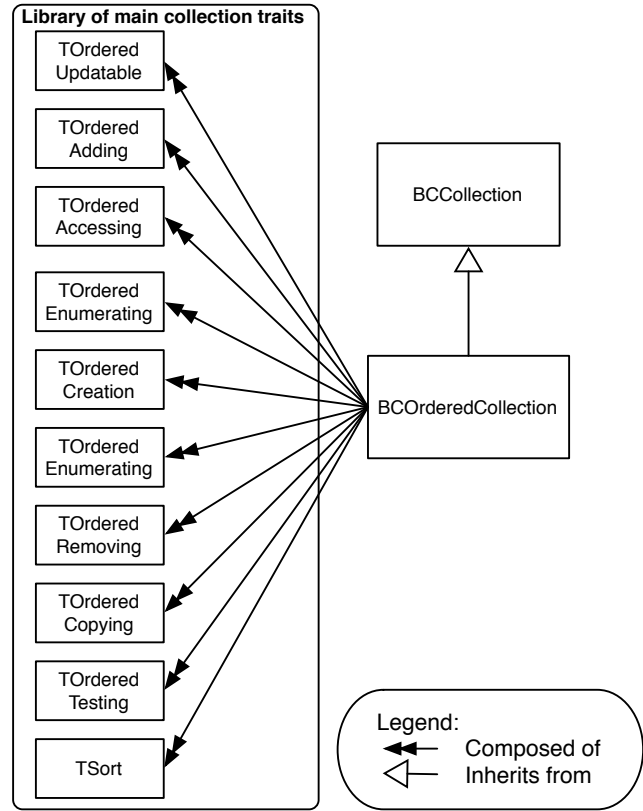 Library of main collection traits
TOrdered
Updatable
TOrdered
Adding
TOrdered
Accessing
TOrdered
Enumerating
TOrdered
Creation
TOrdered
Enumerating
TOrdered
Removing
TOrdered
Copying
TOrdered
Testing
TSort
BCCollection
BCOrderedCollection
Legend:
Composed of
Inherits from